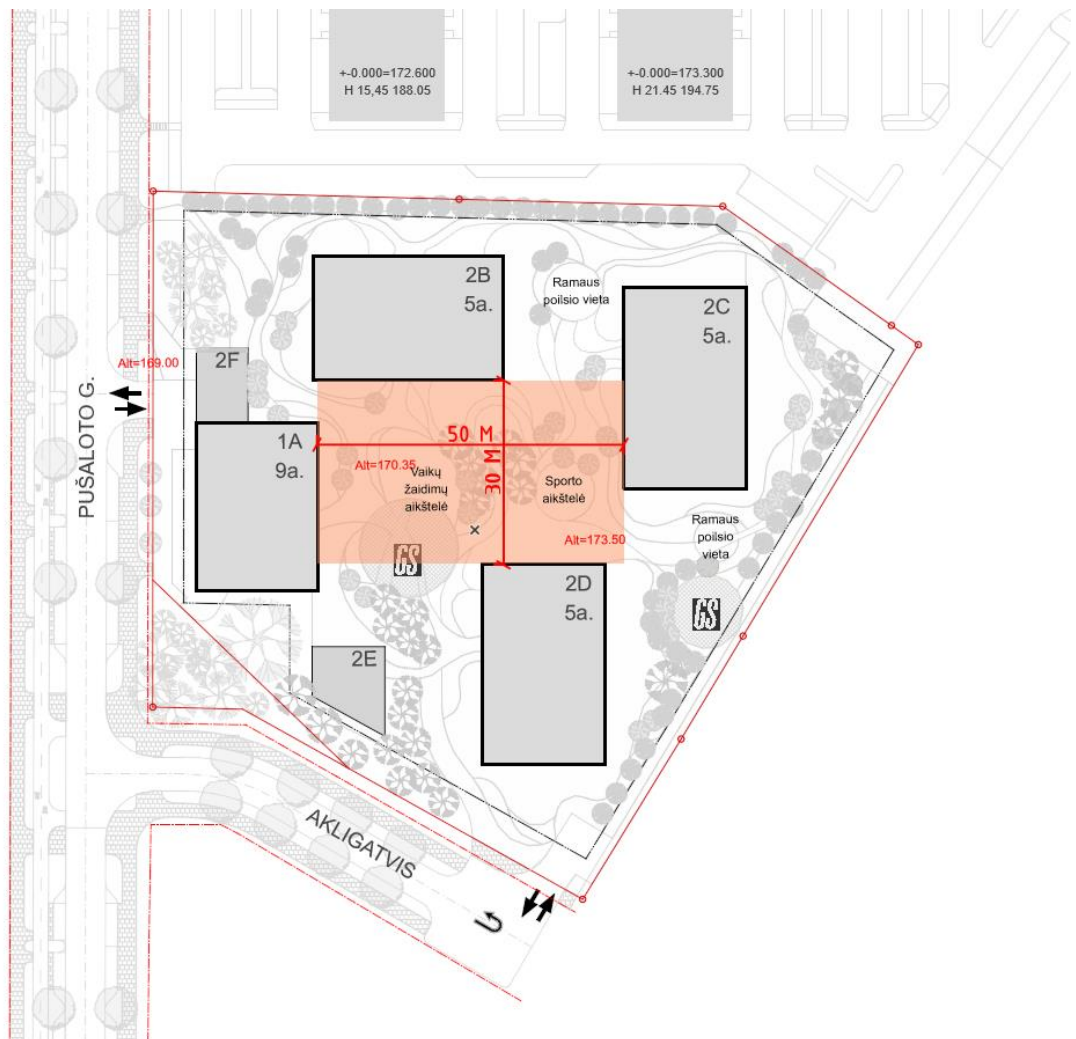 +-0.000=172.600
H 15,45 188.05
+-0.000=173.300
H 21.45 194.75
2B
5a.
Ramaus
poilsio vieta
2C
5a.
Alt=169.00
2F
PUŠALOTO G.
1A
9a.
50 M
30 M
Alt=170.35
Vaikų
žaidimų
aikštelė
Sporto
aikštelė
Alt=173.50
Ramaus
poilsio
vieta
GS
2D
5a.
GS
2E
AKLIGATVIS